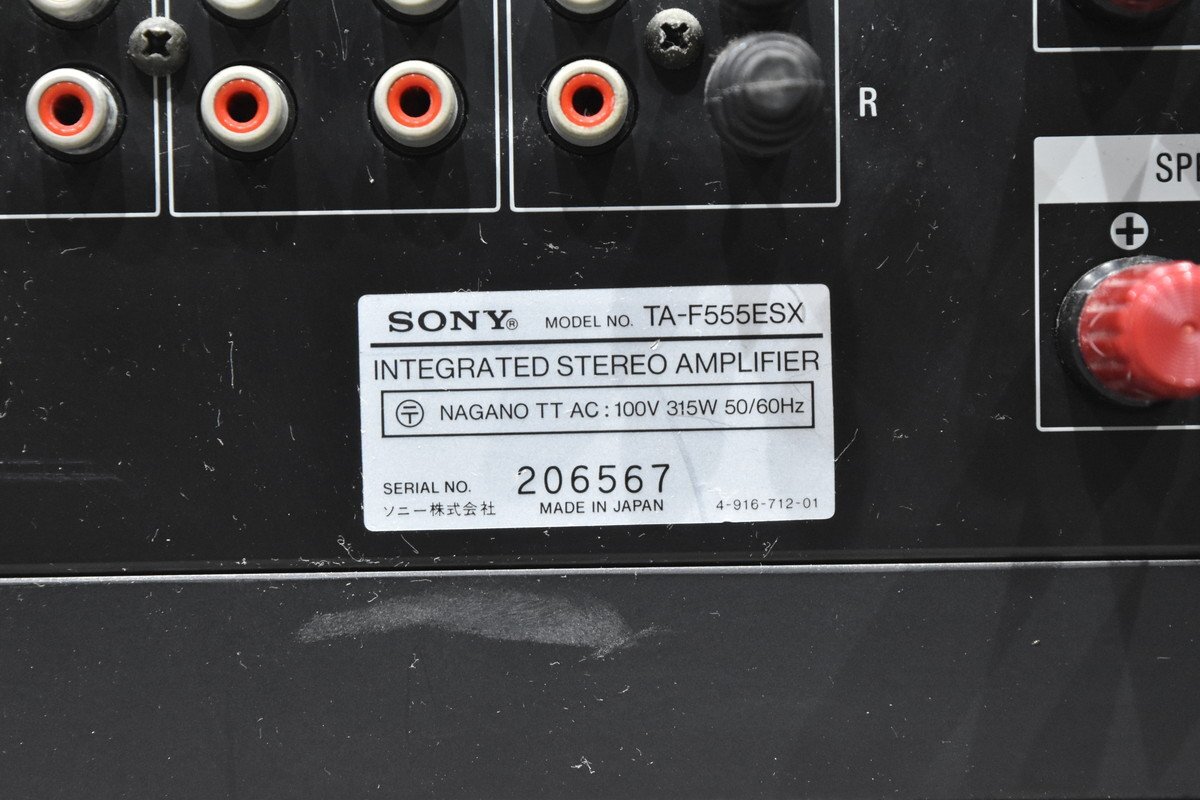 R
SPE
SONY® MODEL NO. TA-F555ESX
INTEGRATED STEREO AMPLIFIER
〒 NAGANO TT AC : 100V 315W 50/60Hz
SERIAL NO. 206567
ソニー株式会社 MADE IN JAPAN 4-916-712-01